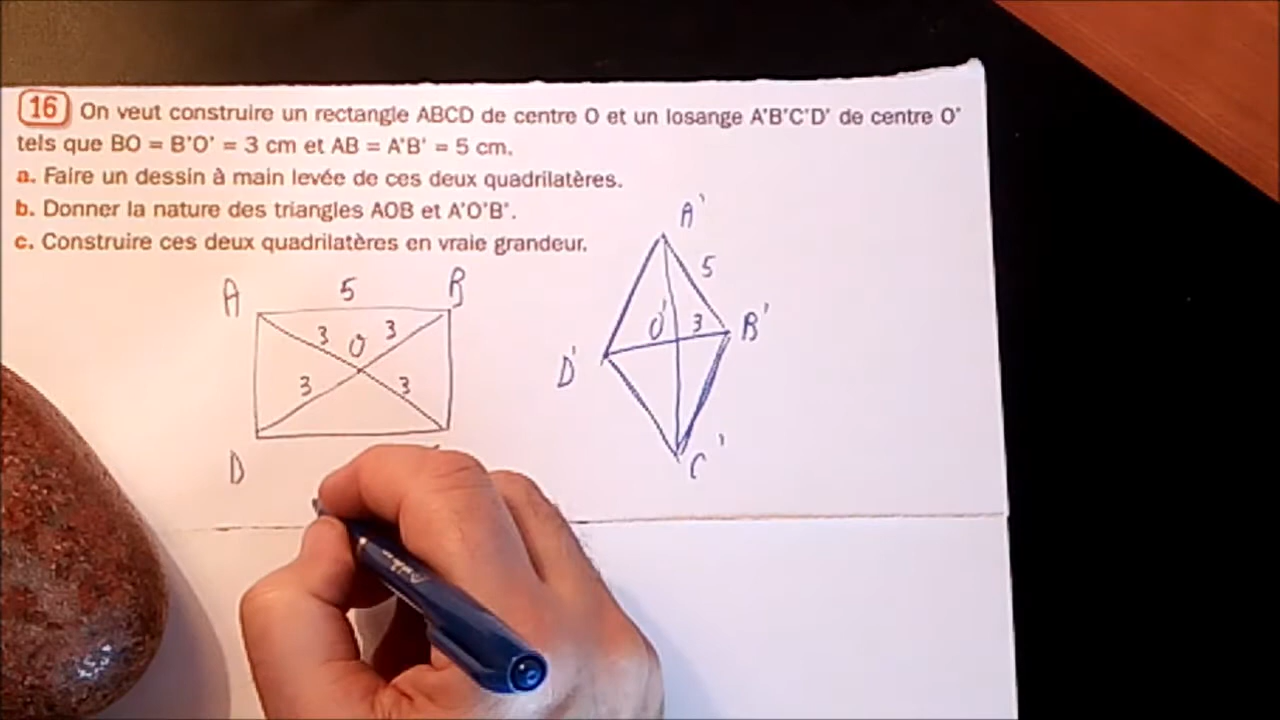 16 On veut construire un rectangle ABCD de centre O et un losange A'B'C'D' de centre O'
tels que BO = B'O' = 3 cm et AB = A'B' = 5 cm.
a. Faire un dessin à main levée de ces deux quadrilatères.
b. Donner la nature des triangles AOB et A'O'B'.
c. Construire ces deux quadrilatères en vraie grandeur.
A 5 B
3 O 3
3 3
D
A'
5
O' 3 B'
D'
C'